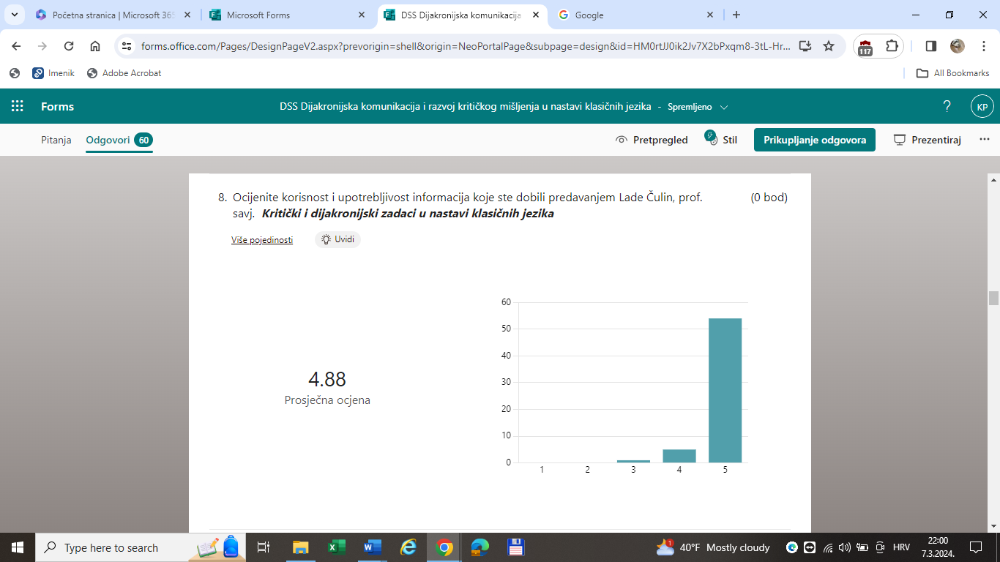 Početna stranica | Microsoft 365
Microsoft Forms
DSS Dijakronijska komunikacija
Google
forms.office.com/Pages/DesignPageV2.aspx?prevorigin=shell&origin=NeoPortalPage&subpage=design&id=HM0rtJJ0ik2Jv7X2bPxqm8-3tL-Hr...
117
Imenik
Adobe Acrobat
All Bookmarks
Forms
DSS Dijakronijska komunikacija i razvoj kritičkog mišljenja u nastavi klasičnih jezika - Spremljeno
?
KP
Pitanja
Odgovori 60
Pretpregled
Stil
Prikupljanje odgovora
Prezentiraj
8. Ocijenite korisnost i upotrebljivost informacija koje ste dobili predavanjem Lade Čulin, prof.
(0 bod)
savj. Kritički i dijakronijski zadaci u nastavi klasičnih jezika
Više pojedinosti
Uvidi
4.88
Prosječna ocjena
60
50
40
30
20
10
0
1 2 3 4 5
Type here to search
1
40°F Mostly cloudy
HRV
22:00
7.3.2024.